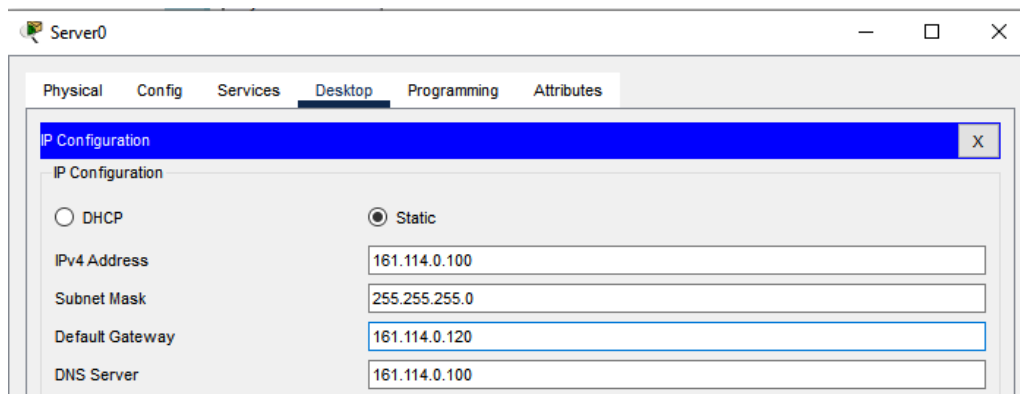 Server0
Physical Config Services Desktop Programming Attributes
IP Configuration X
IP Configuration
DHCP Static
IPv4 Address 161.114.0.100
Subnet Mask 255.255.255.0
Default Gateway 161.114.0.120
DNS Server 161.114.0.100